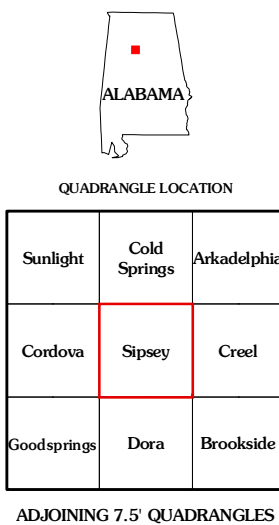 ALABAMA
QUADRANGLE LOCATION
Sunlight
Cold
Springs
Arkadelphia
Cordova
Sipsey
Creel
Goodsprings
Dora
Brookside
ADJOINING 7.5' QUADRANGLES